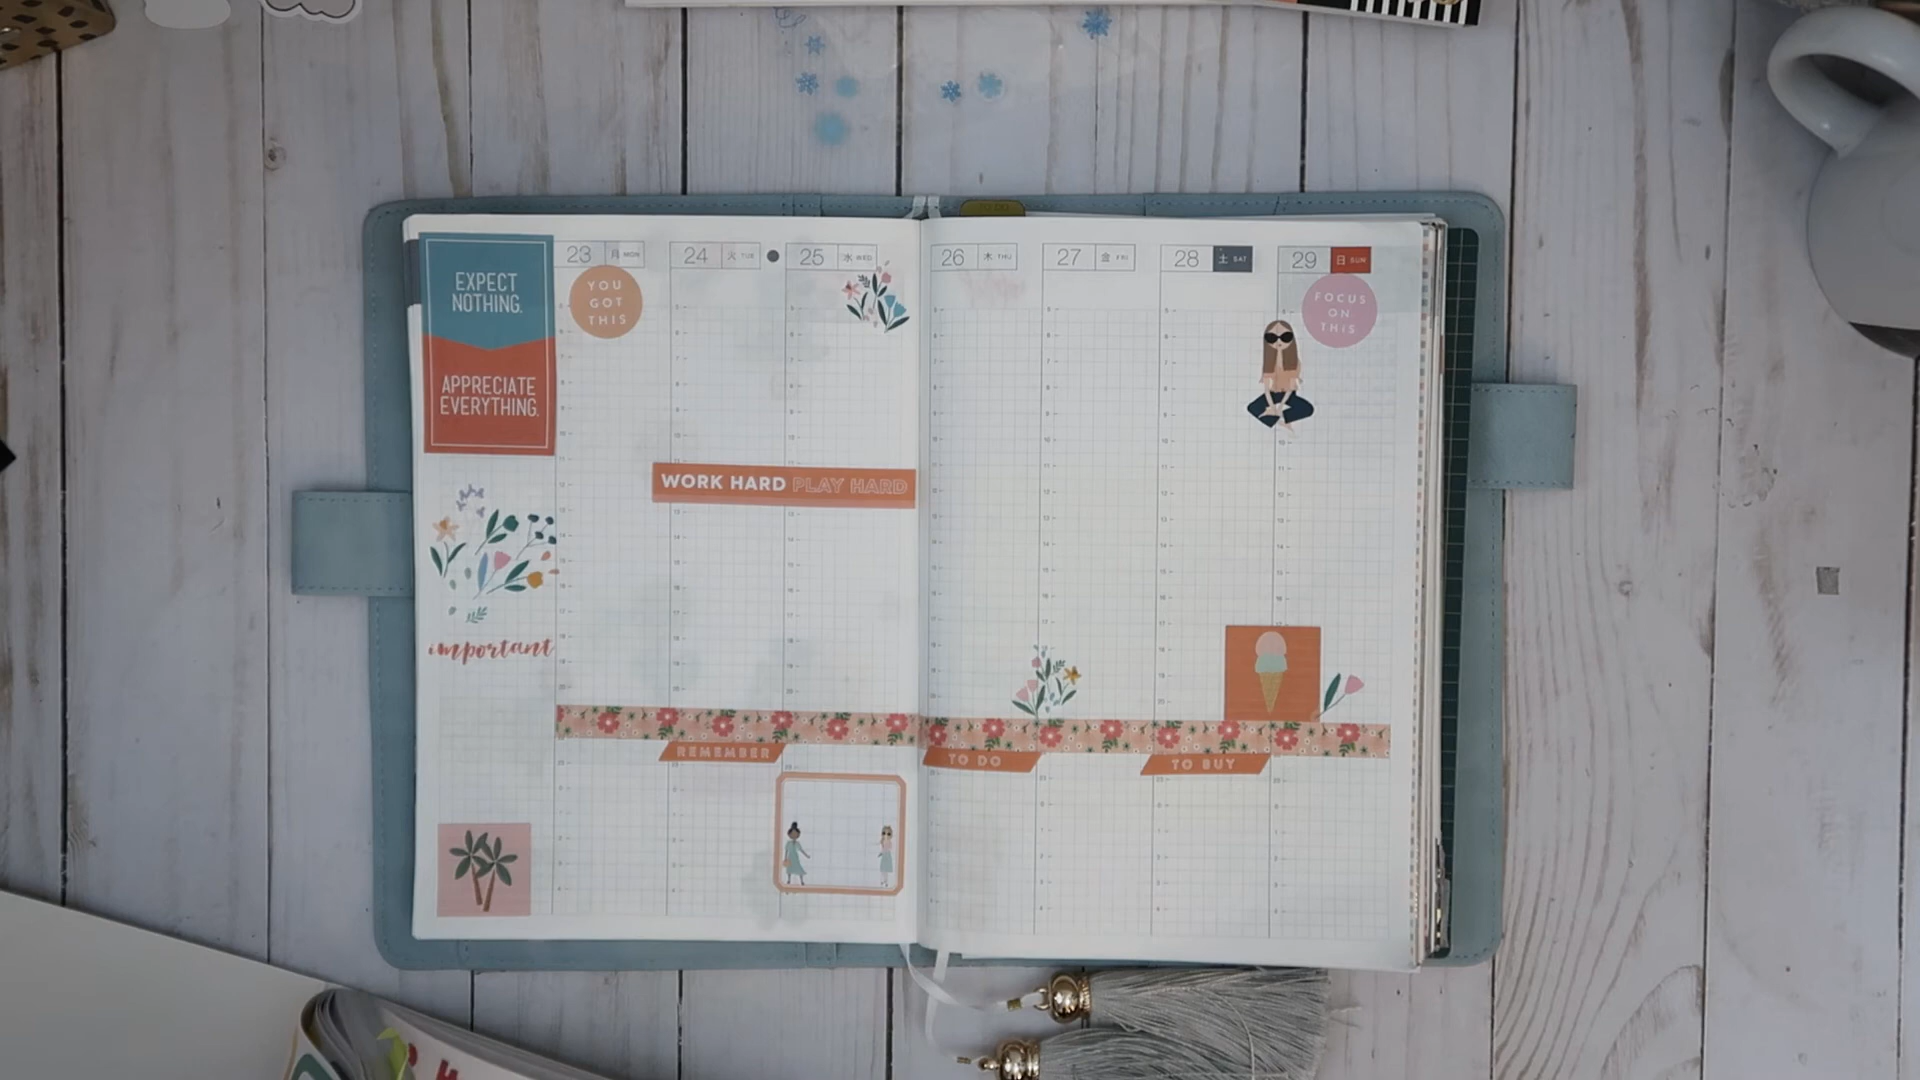 TO DO
23 月 MON
24 火 TUE
25 水 WED
26 木 THU
27 金 FRI
28 土 SAT
29 日 SUN
EXPECT
NOTHING.
APPRECIATE
EVERYTHING.
YOU
GOT
THIS
FOCUS
ON
THIS
WORK HARD PLAY HARD
important
REMEMBER
TO DO
TO BUY